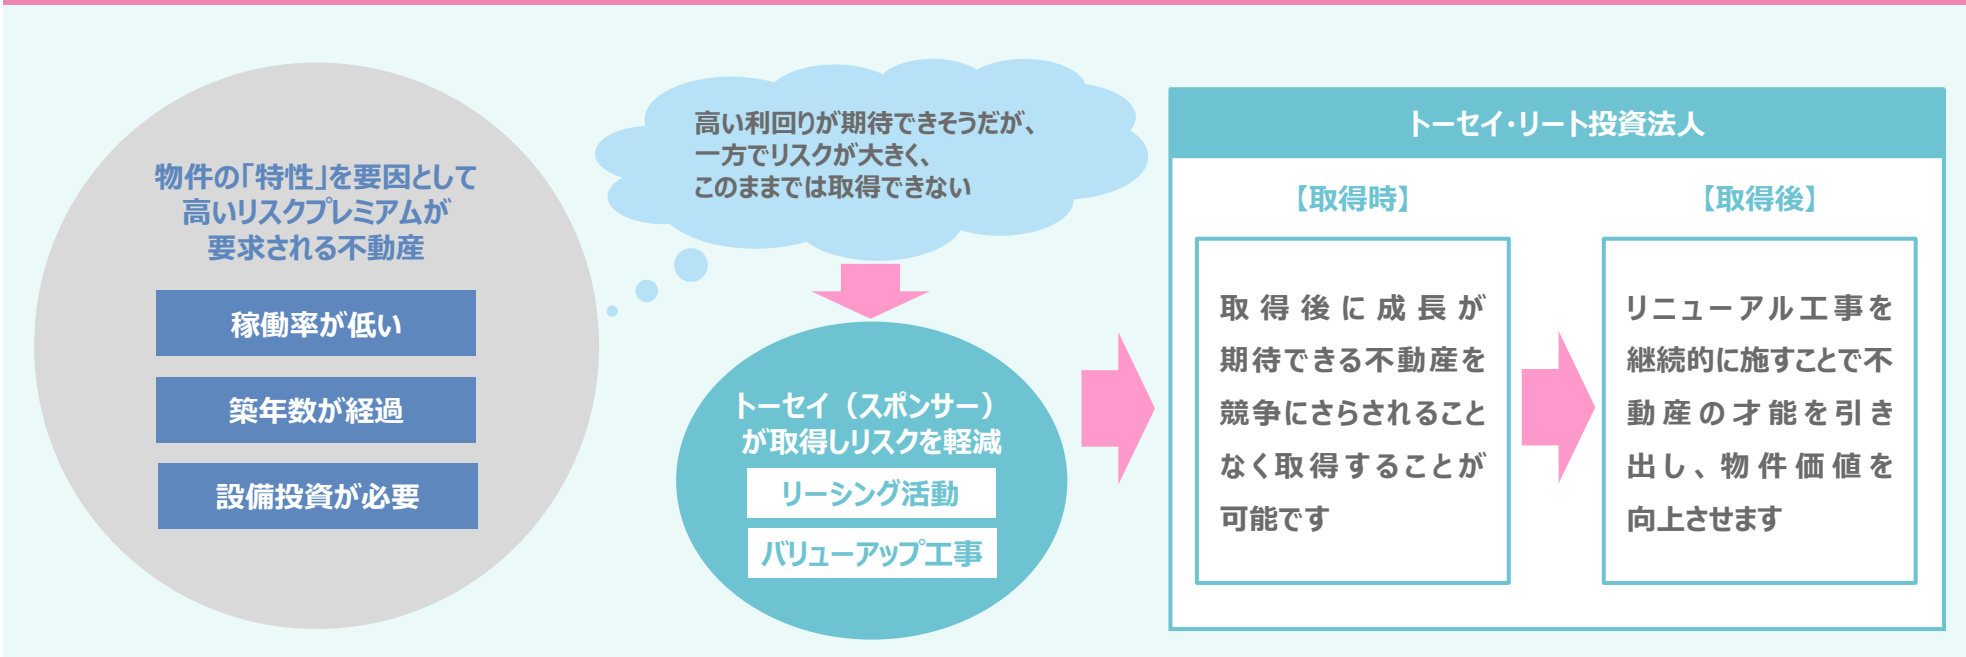 物件の「特性」を要因として
高いリスクプレミアムが
要求される不動産
稼働率が低い
築年数が経過
設備投資が必要
高い利回りが期待できそうだが、
一方でリスクが大きく、
このままでは取得できない
トーセイ（スポンサー）
が取得しリスクを軽減
リーシング活動
バリューアップ工事
トーセイ・リート投資法人
【取得時】
取得後に成長が
期待できる不動産を
競争にさらされること
なく取得することが
可能です
【取得後】
リニューアル工事を
継続的に施すことで不
動産の才能を引き
出し、物件価値を
向上させます